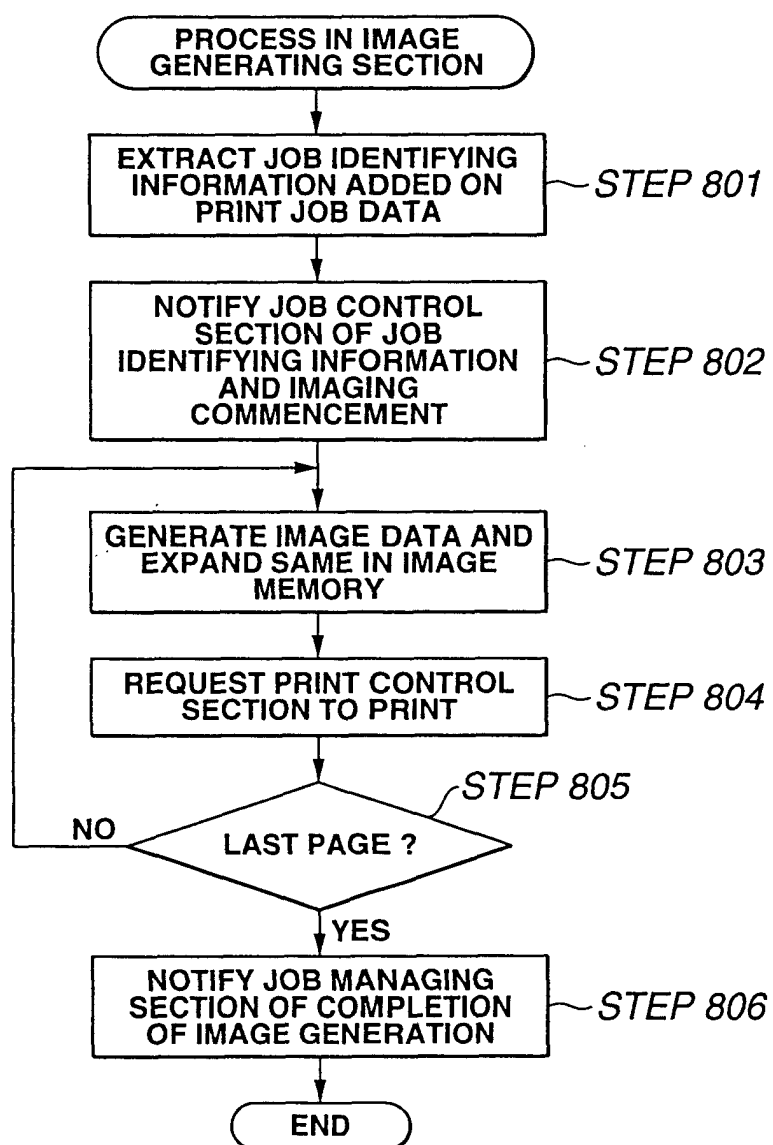 PROCESS IN IMAGE
GENERATING SECTION
EXTRACT JOB IDENTIFYING
INFORMATION ADDED ON
PRINT JOB DATA
STEP 801
NOTIFY JOB CONTROL
SECTION OF JOB
IDENTIFYING INFORMATION
AND IMAGING
COMMENCEMENT
STEP 802
GENERATE IMAGE DATA AND
EXPAND SAME IN IMAGE
MEMORY
STEP 803
REQUEST PRINT CONTROL
SECTION TO PRINT
STEP 804
STEP 805
LAST PAGE ?
NO
YES
NOTIFY JOB MANAGING
SECTION OF COMPLETION
OF IMAGE GENERATION
STEP 806
END